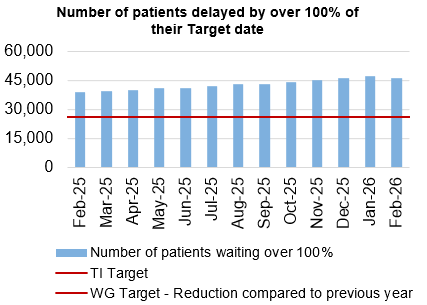 Number of patients delayed by over 100% of
their Target date
60,000
45,000
30,000
15,000
0
Feb-25
Mar-25
Apr-25
May-25
Jun-25
Jul-25
Aug-25
Sep-25
Oct-25
Nov-25
Dec-25
Jan-26
Feb-26
Number of patients waiting over 100%
TI Target
WG Target - Reduction compared to previous year